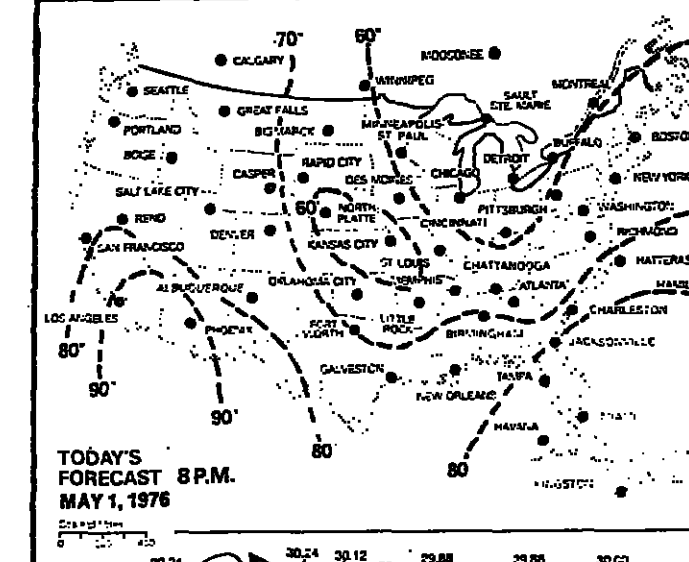 70°
60°
CALGARY
MOOSONEE
WINNIPEG
SEATTLE
SAULT
STE. MARIE
MONTREAL
GREAT FALLS
PORTLAND
BISMARCK
MINNEAPOLIS
ST. PAUL
BUFFALO
BOSTO
BOISE
RAPID CITY
DETROIT
CASPER
DES MOINES
CHICAGO
NEW YORK
SALT LAKE CITY
60°
NORTH
PLATTE
PITTSBURGH
WASHINGTON
RENO
CINCINNATI
DENVER
KANSAS CITY
RICHMOND
SAN FRANCISCO
ST LOUIS
CHATTANOOGA
HATTERAS
ALBUQUERQUE
OKLAHOMA CITY
MEMPHIS
ATLANTA
LOS ANGELES
PHOENIX
FORT
WORTH
LITTLE
ROCK
BIRMINGHAM
CHARLESTON
JACKSONVILLE
80°
GALVESTON
TAMPA
90°
NEW ORLEANS
90°
HAVANA
80°
80°
KINGSTON
TODAY'S
FORECAST 8 P.M.
MAY 1, 1976
30.24 30.12 29.88 29.88